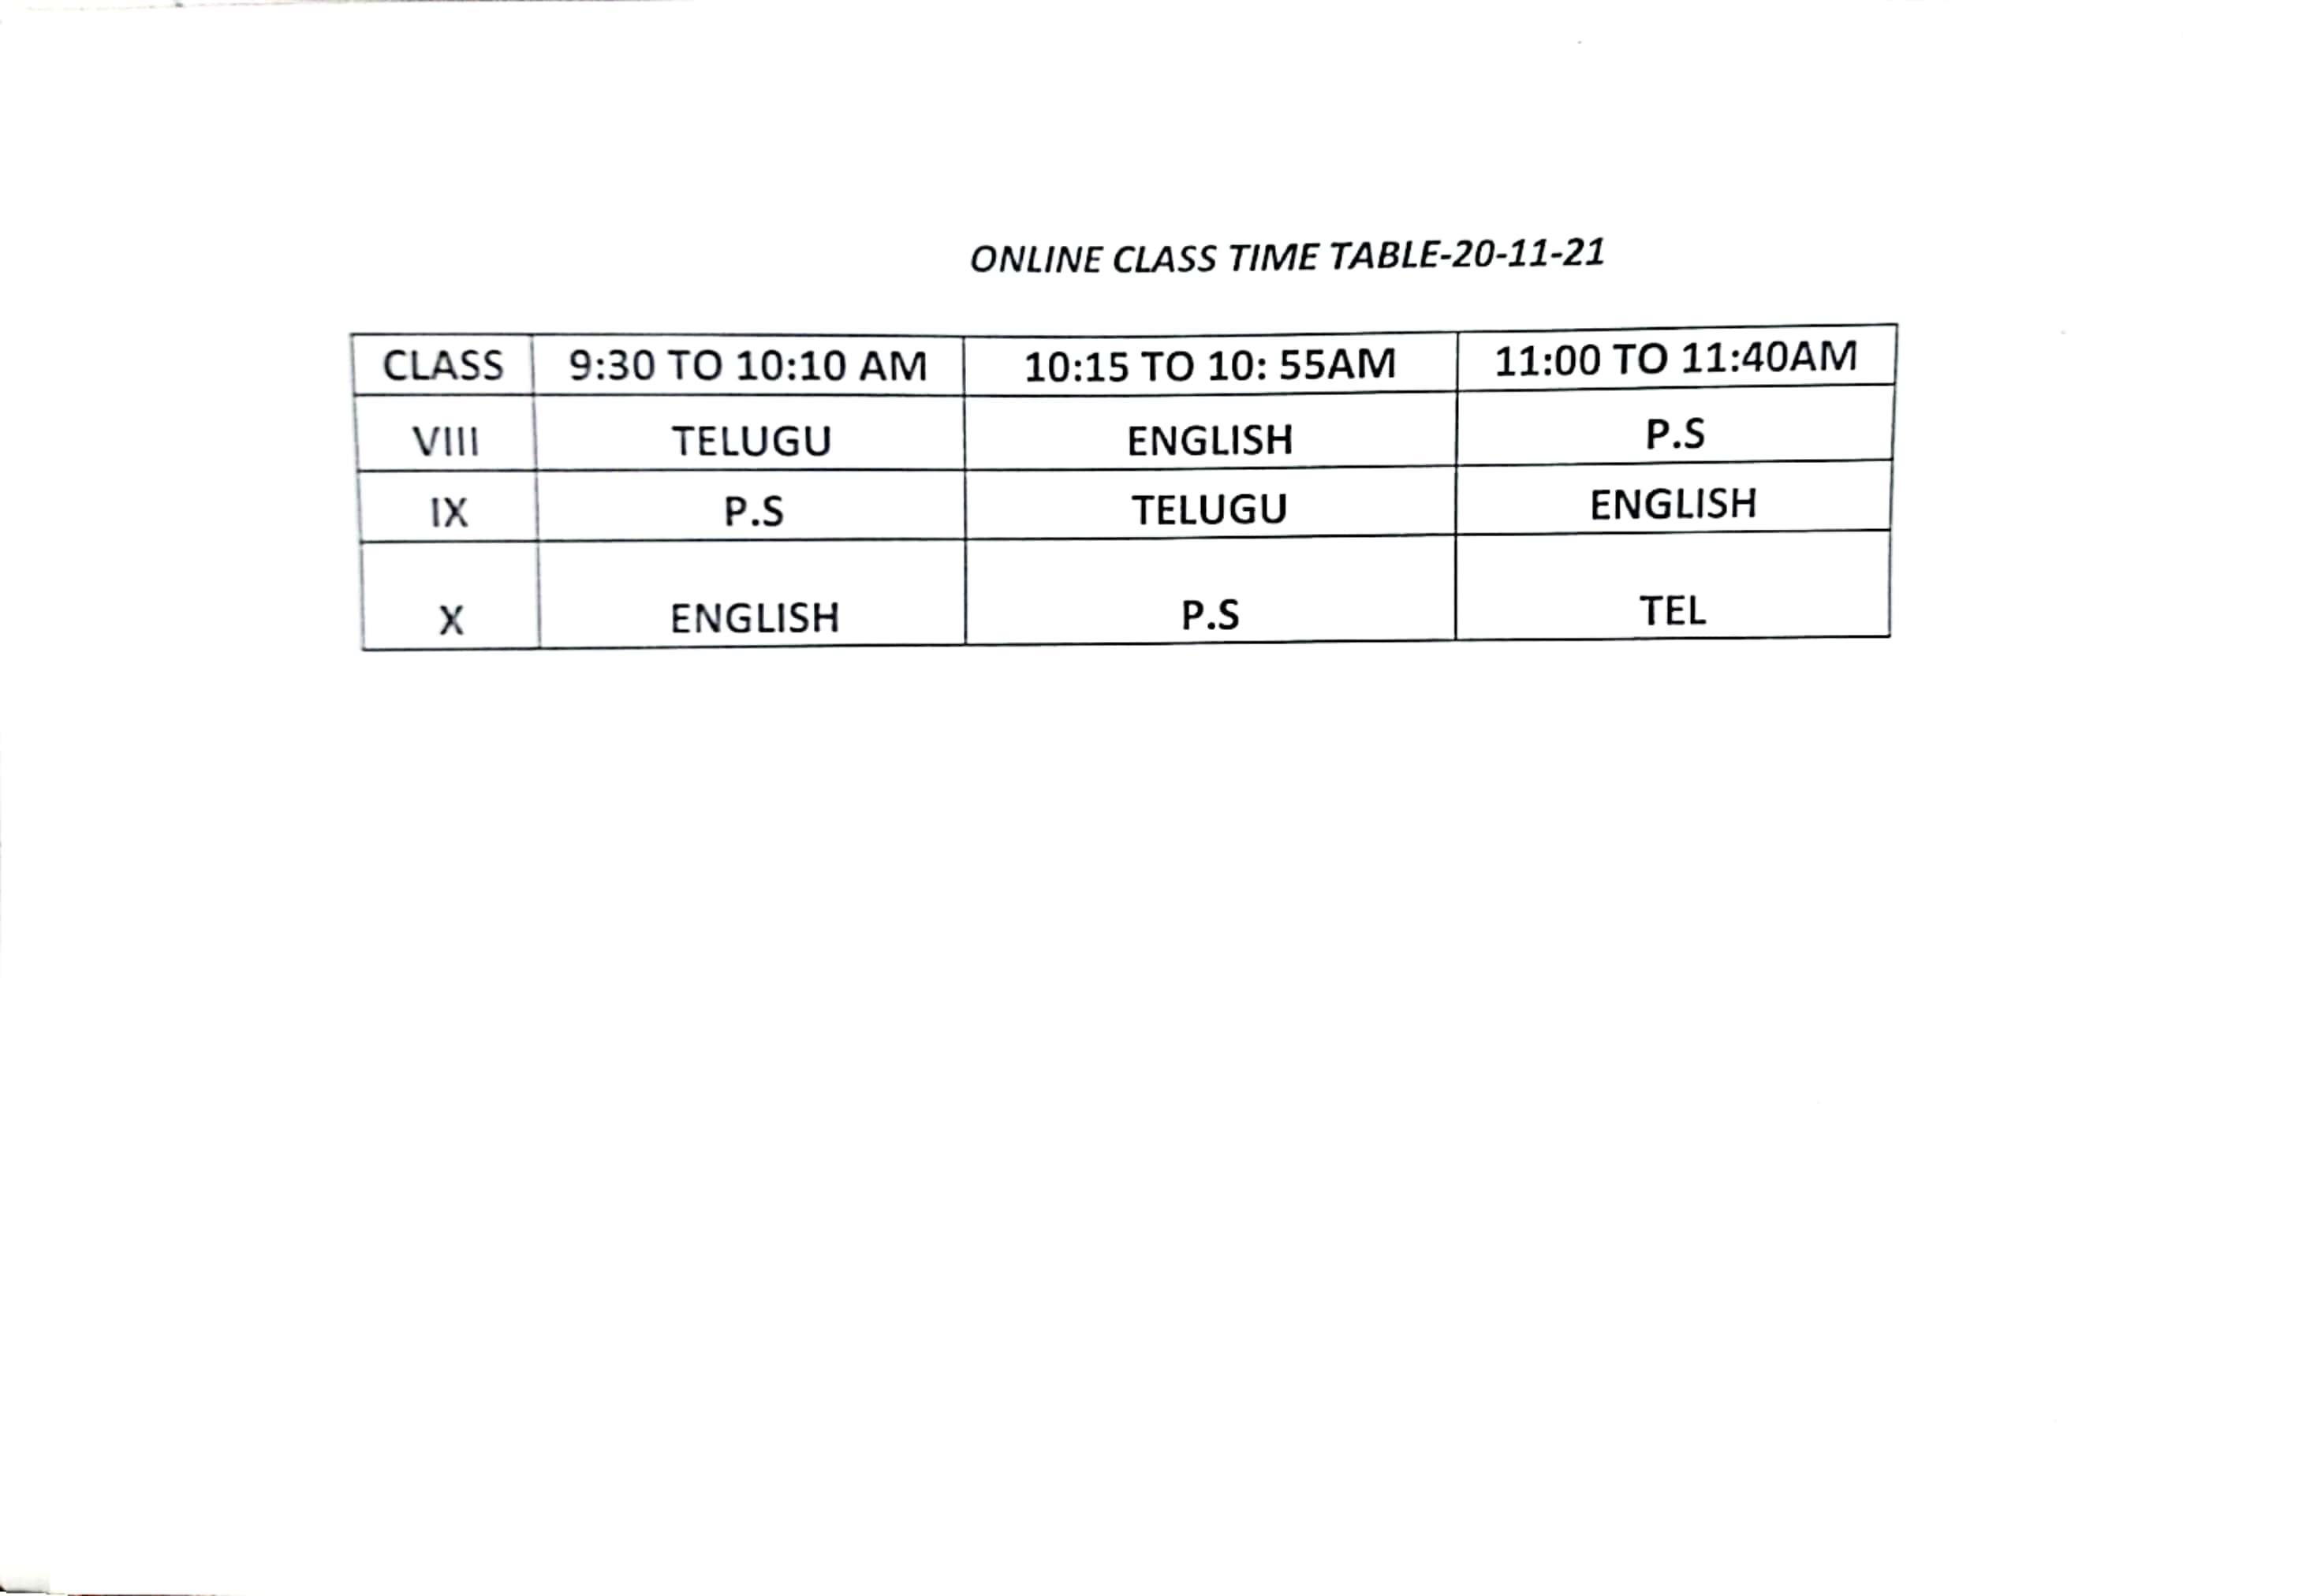 ONLINE CLASS TIME TABLE-20-11-21
CLASS 9:30 TO 10:10 AM 10:15 TO 10: 55AM 11:00 TO 11:40AM
VIII TELUGU ENGLISH P.S
IX P.S TELUGU ENGLISH
X ENGLISH P.S TEL